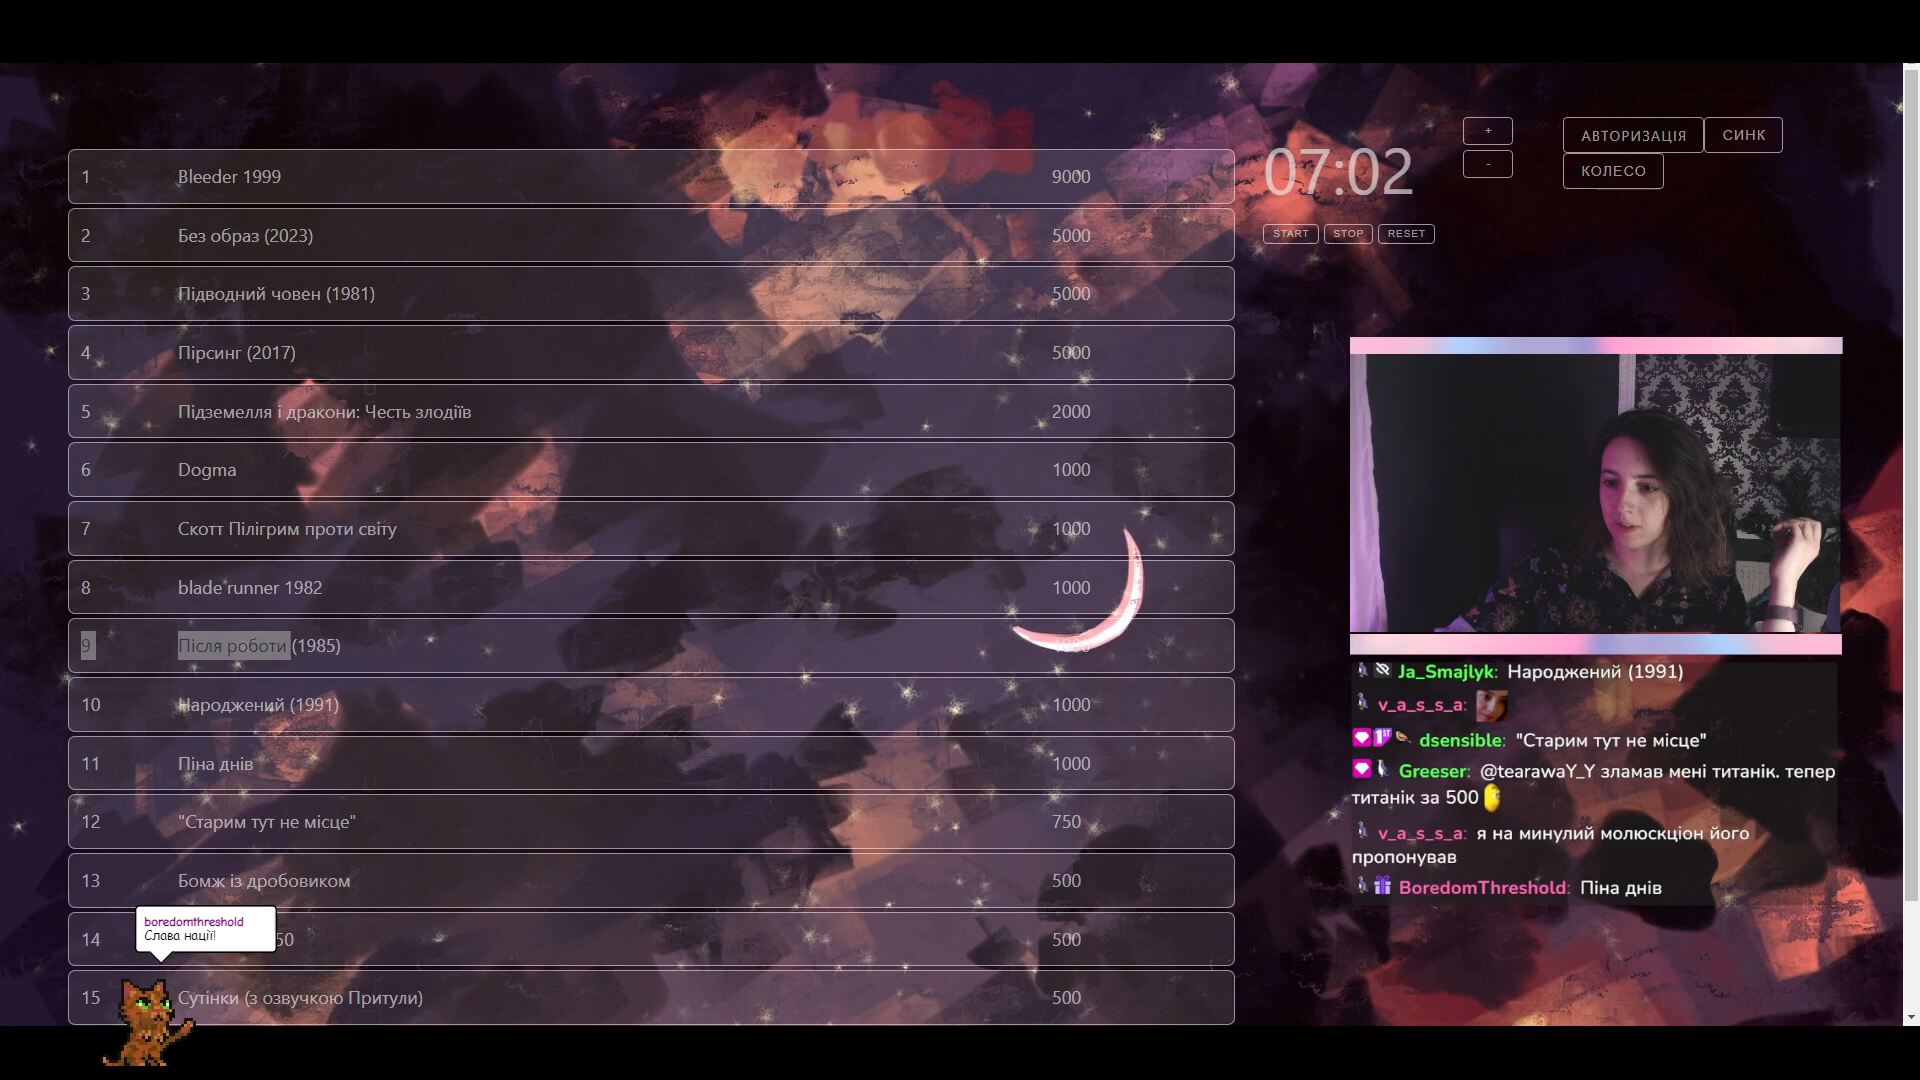 1 Bleeder 1999 9000
2 Без образ (2023) 5000
3 Підводний човен (1981) 5000
4 Пірсинг (2017) 5000
5 Підземелля і дракони: Честь злодіїв 2000
6 Dogma 1000
7 Скотт Пілігрим проти світу 1000
8 blade runner 1982 1000
9 Після роботи (1985)
10 Народжений (1991) 1000
11 Піна днів 1000
12 "Старим тут не місце" 750
13 Бомж із дробовиком 500
14 50 500
15 Сутінки (з озвучкою Притули) 500
boredomthreshold
Слава нації!
07:02
+
-
START STOP RESET
АВТОРИЗАЦІЯ СИНК
КОЛЕСО
Ja_Smajlyk: Народжений (1991)
v_a_s_s_a:
1ST dsensible: "Старим тут не місце"
Greeser: @tearawaY_Y зламав мені титанік. тепер
титанік за 500
v_a_s_s_a: я на минулий молюскціон його
пропонував
BoredomThreshold: Піна днів